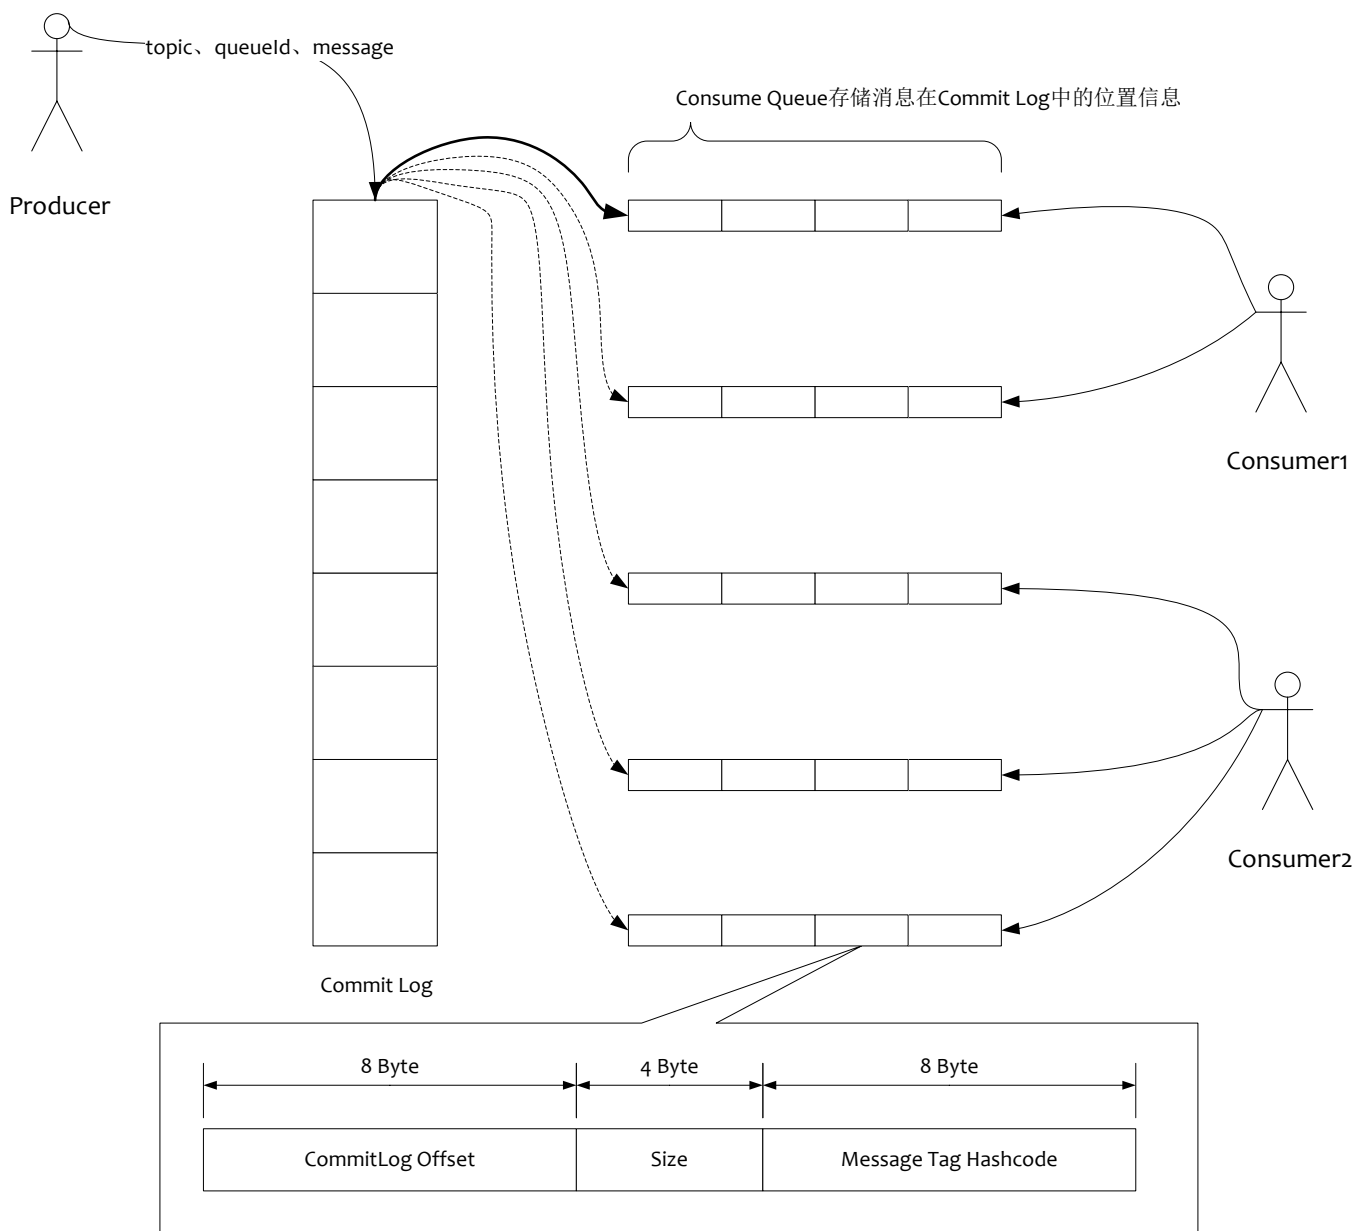 topic、queueId、message
Consume Queue存储消息在Commit Log中的位置信息
Producer
Consumer1
Consumer2
Commit Log
8 Byte
4 Byte
8 Byte
CommitLog Offset
Size
Message Tag Hashcode